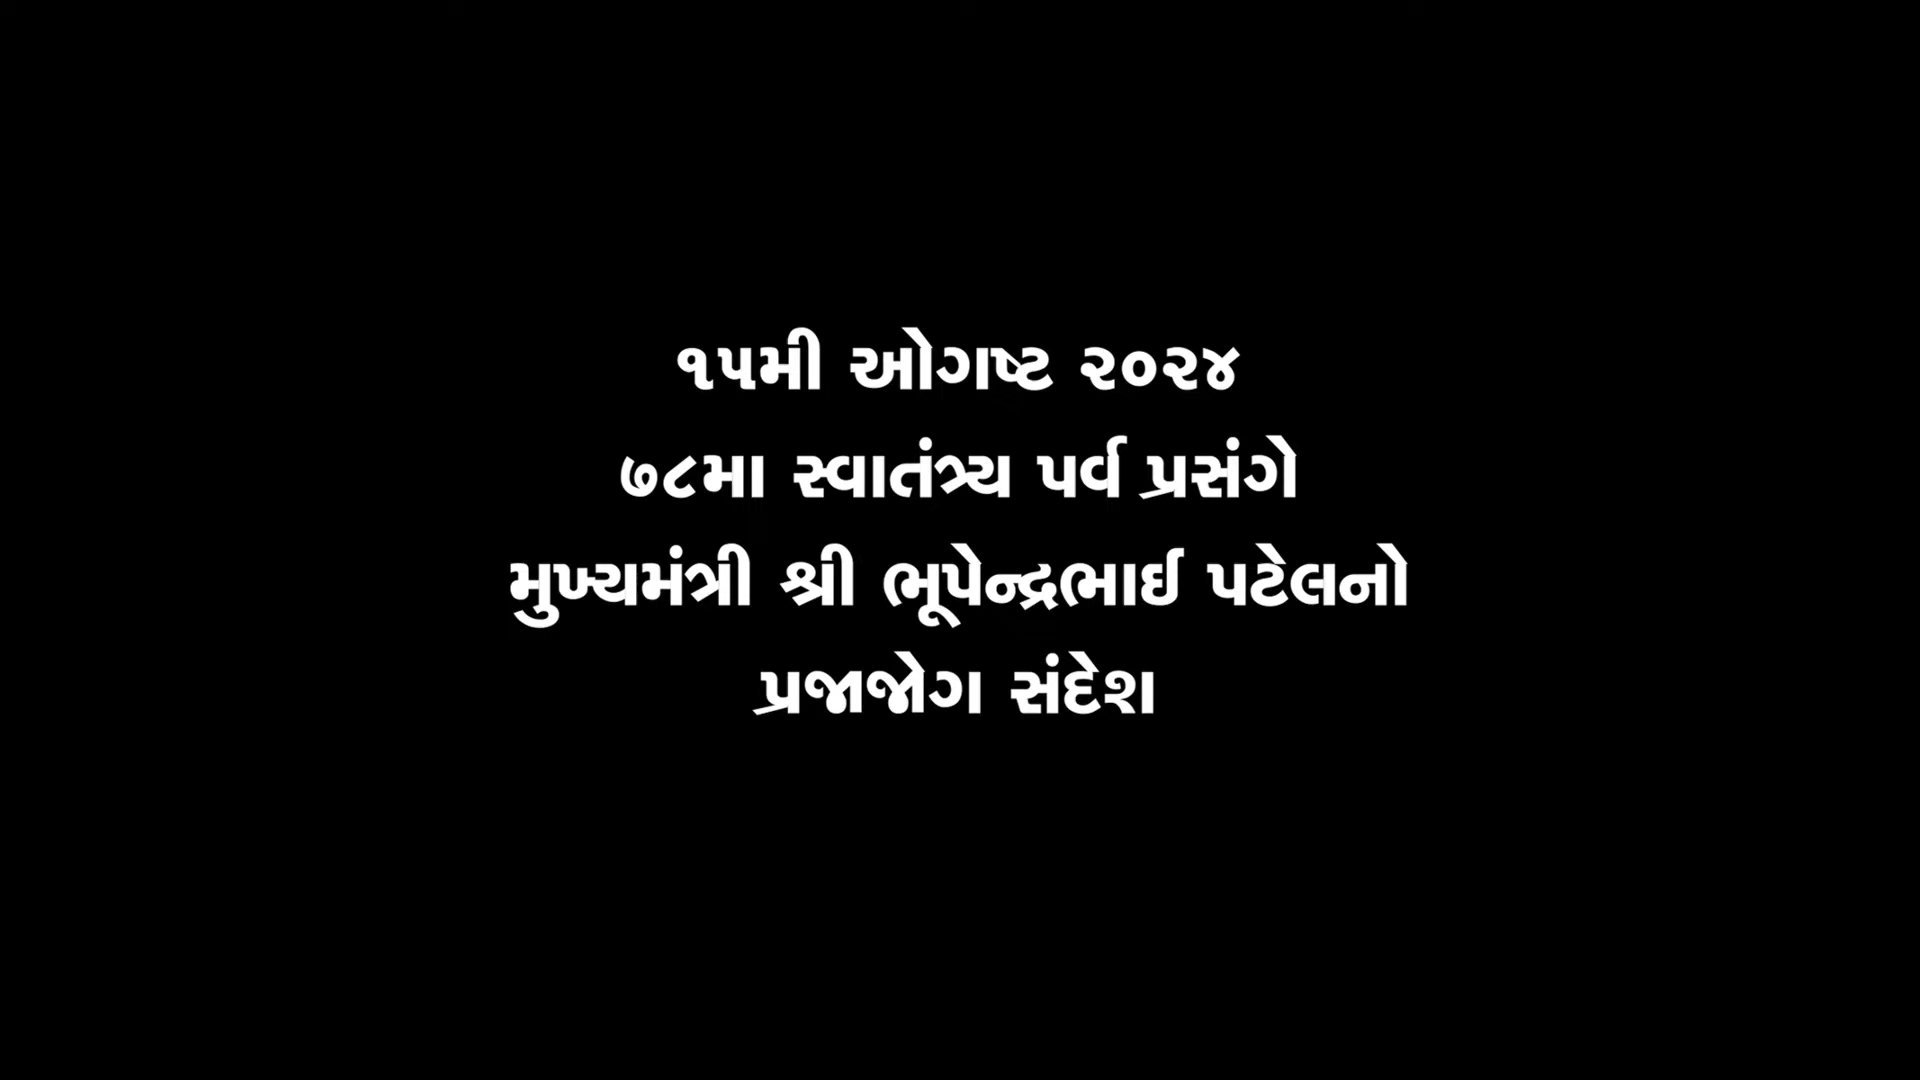 ૧૫મી ઓગષ્ટ ૨૦૨૪
૭૮મા સ્વાતંત્ર્ય પર્વ પ્રસંગે
મુખ્યમંત્રી શ્રી ભૂપેન્દ્રભાઈ પટેલનો
પ્રજાજોગ સંદેશ